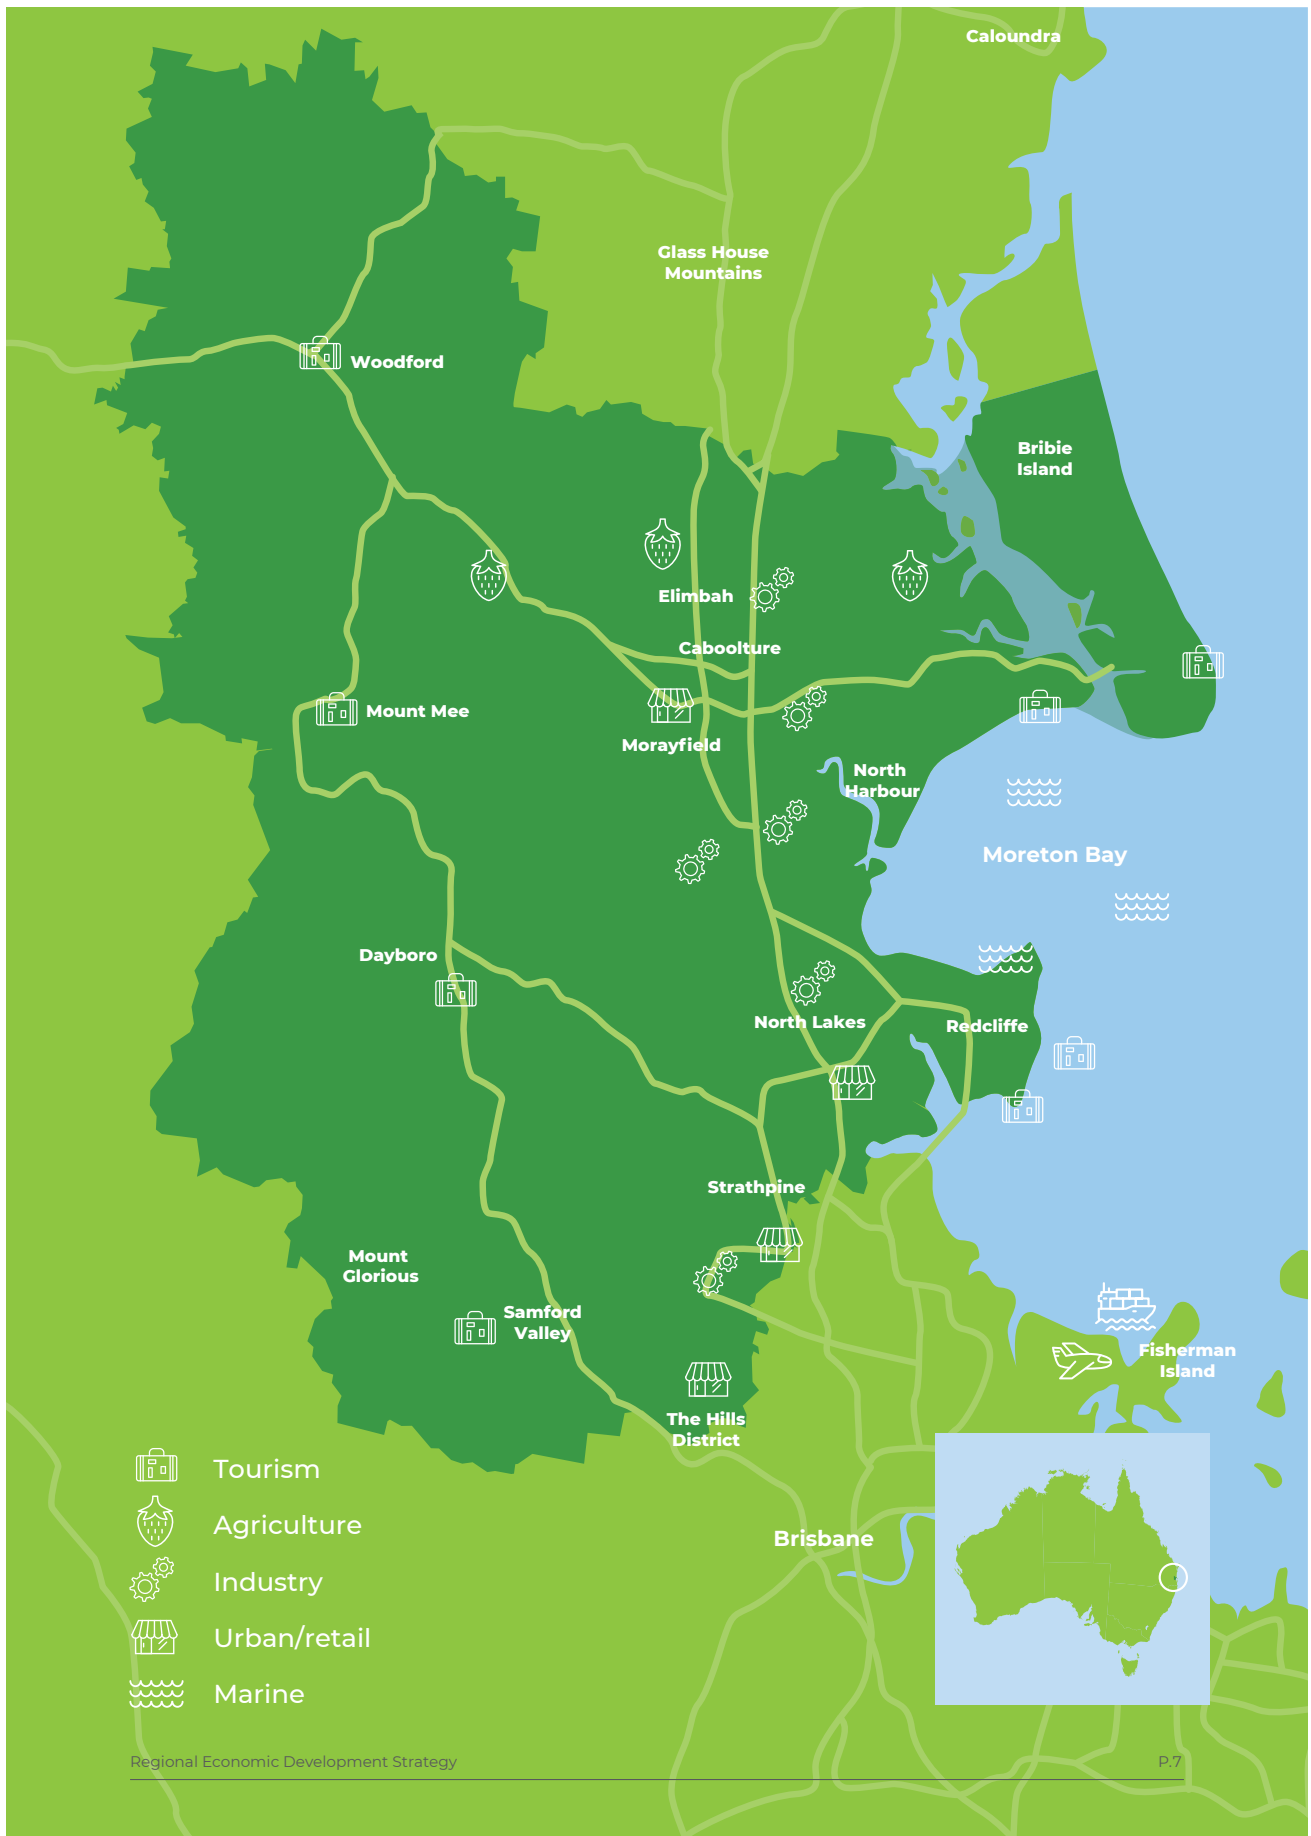 Caloundra
Glass House
Mountains
Woodford
Bribie
Island
Elimbah
Caboolture
Mount Mee
Morayfield
North
Harbour
Moreton Bay
Dayboro
North Lakes
Redcliffe
Strathpine
Mount
Glorious
Samford
Valley
Fisherman
Island
The Hills
District
Tourism
Agriculture
Brisbane
Industry
Urban/retail
Marine
Regional Economic Development Strategy
P.7